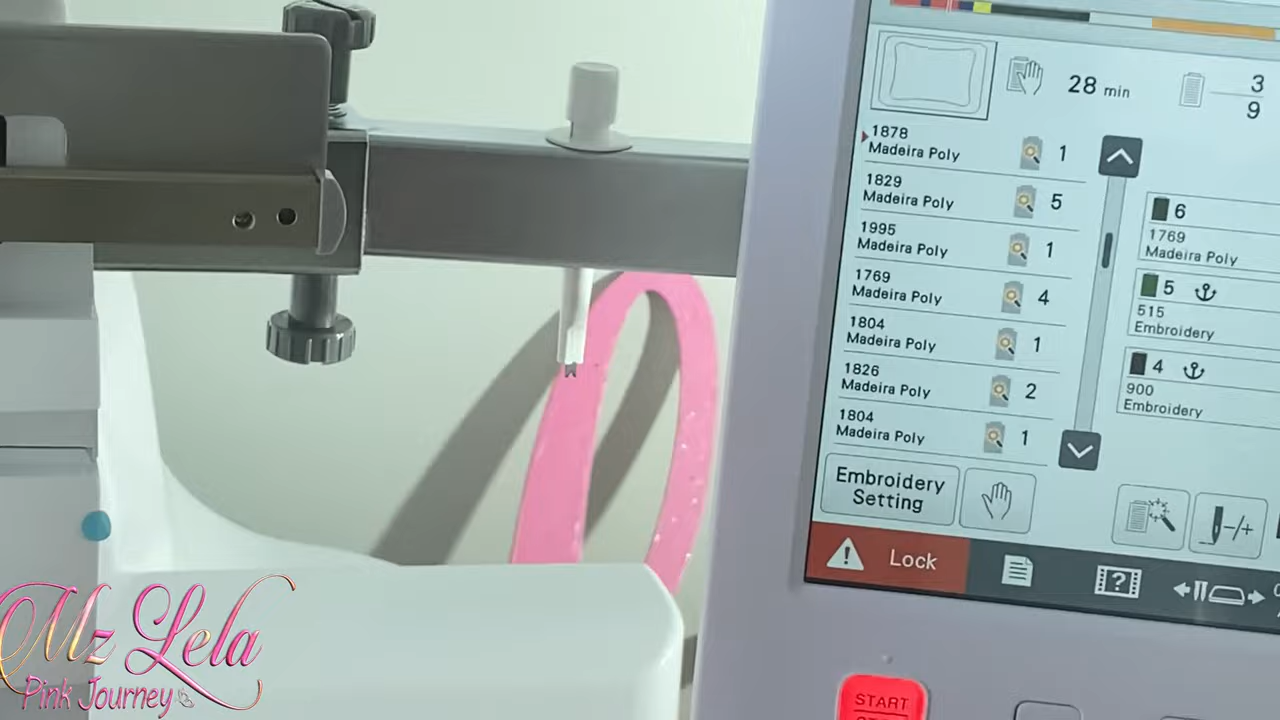 28 min
3
9
1878
Madeira Poly
1
1829
Madeira Poly
5
1995
Madeira Poly
1
1769
Madeira Poly
4
1804
Madeira Poly
1
1826
Madeira Poly
2
1804
Madeira Poly
1
6
1769
Madeira Poly
5
515
Embroidery
4
900
Embroidery
Embroidery
Setting
-/+
Lock
?
START
Mz Lela
Pink Journey